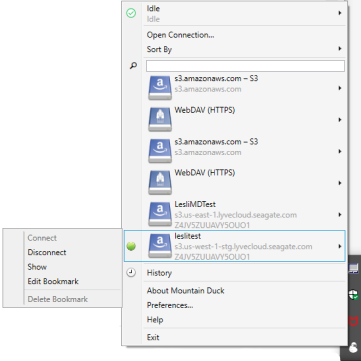 Idle
Idle
Open Connection...
Sort By
s3.amazonaws.com – S3
s3.amazonaws.com
WebDAV (HTTPS)
s3.amazonaws.com – S3
s3.amazonaws.com
WebDAV (HTTPS)
LesliMDTest
s3.us-east-1.lyvecloud.seagate.com
Z4JV5ZUUAVY5OUO1
leslitest
s3.us-west-1-stg.lyvecloud.seagate.com
Z4JV5ZUUAVY5OUO1
Connect
Disconnect
Show
Edit Bookmark
Delete Bookmark
History
About Mountain Duck
Preferences...
Help
Exit